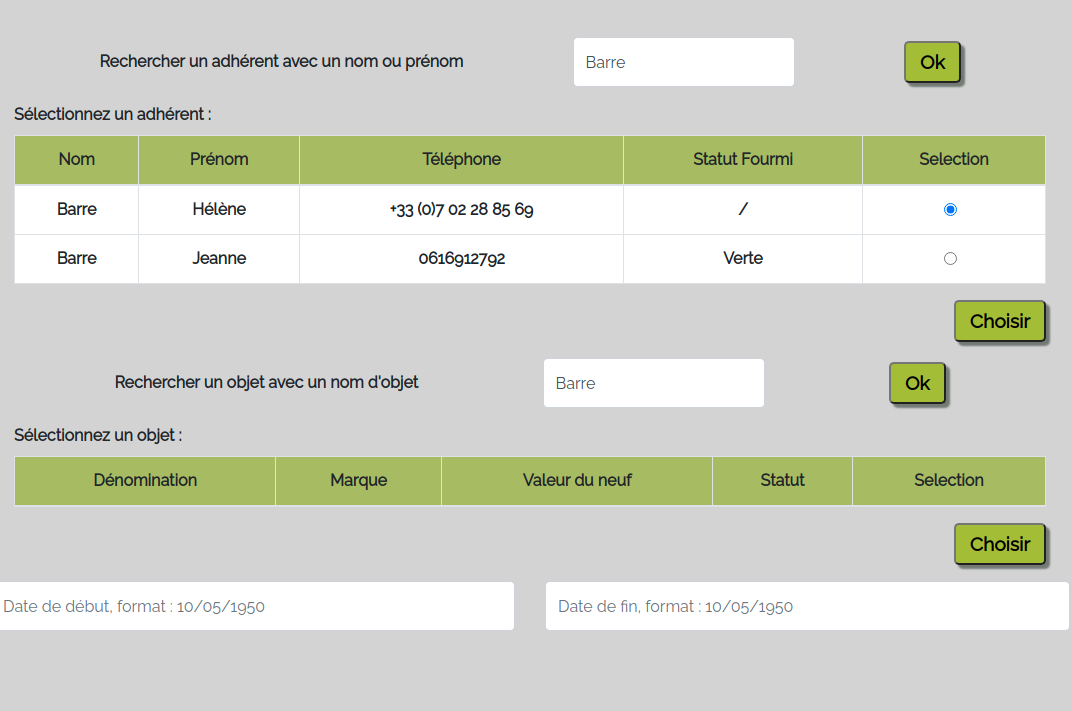 Rechercher un adhérent avec un nom ou prénom Barre Ok
Sélectionnez un adhérent :
Nom Prénom Téléphone Statut Fourmi Selection
Barre Hélène +33 (0)7 02 28 85 69 /
Barre Jeanne 0616912792 Verte
Choisir
Rechercher un objet avec un nom d'objet Barre Ok
Sélectionnez un objet :
Dénomination Marque Valeur du neuf Statut Selection
Choisir
Date de début, format : 10/05/1950 Date de fin, format : 10/05/1950